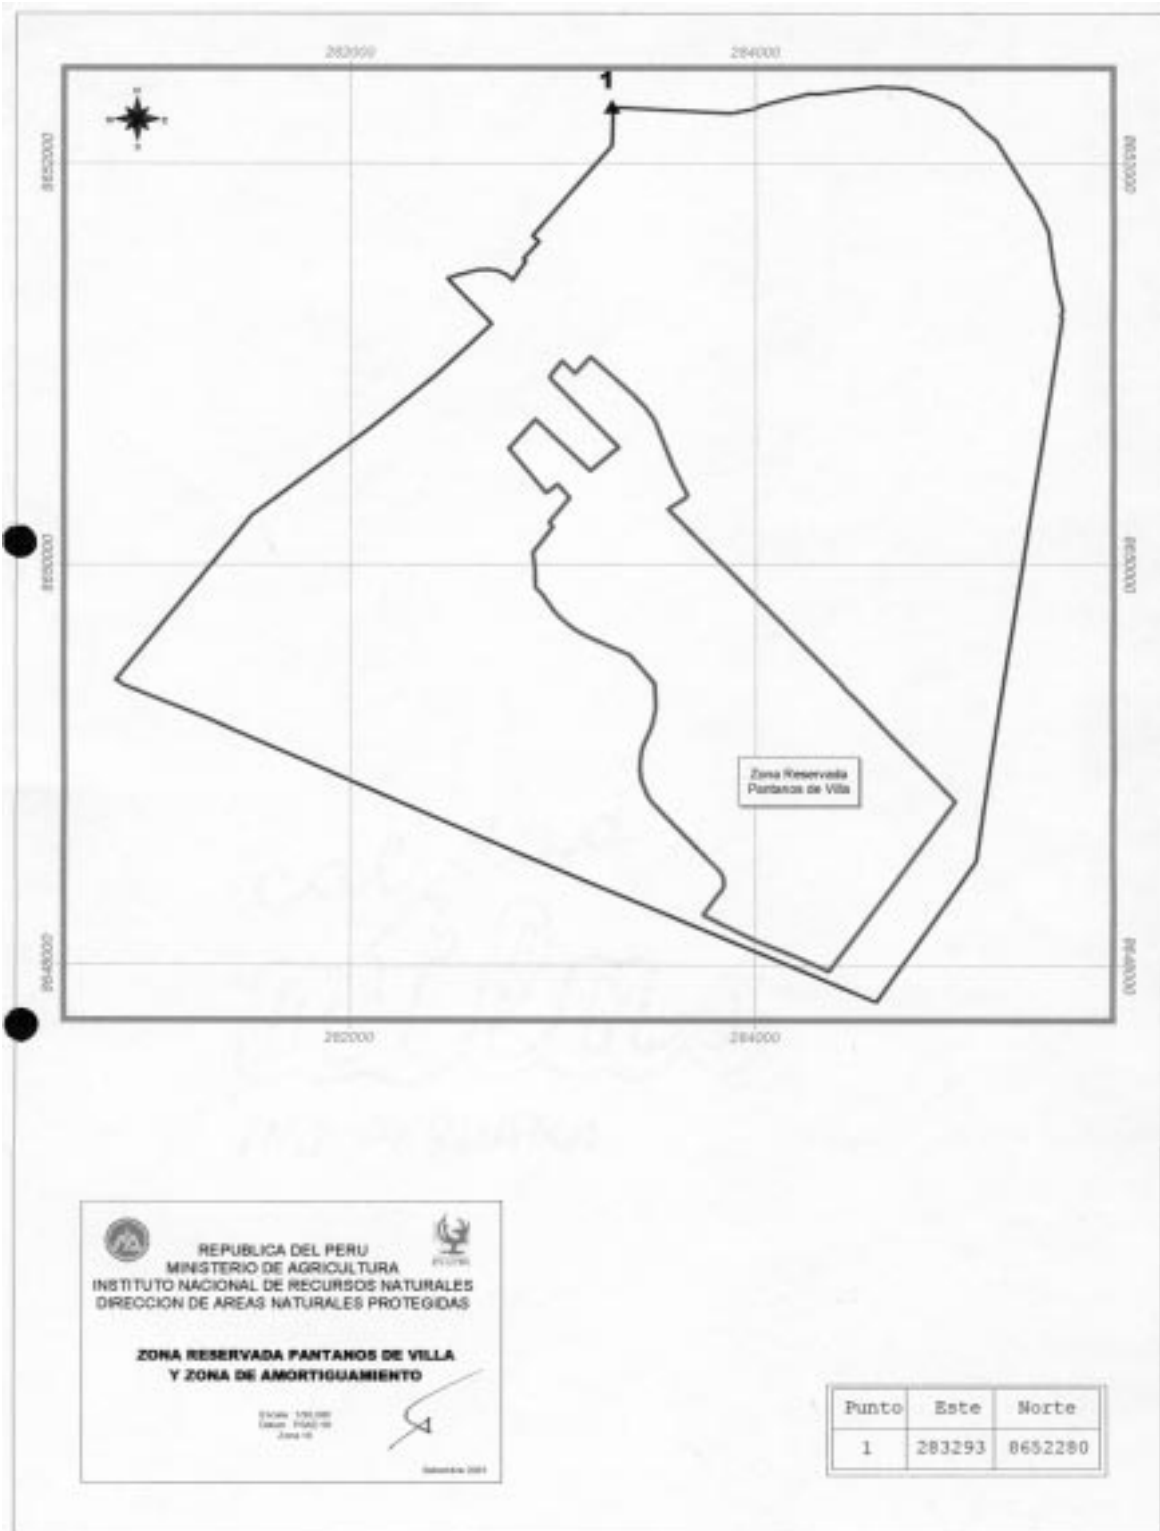 282000
284000
1
8652000
8652000
8650000
8650000
Zona Reservada
Pantanos de Villa
8648000
8648000
282000
284000
REPUBLICA DEL PERU
MINISTERIO DE AGRICULTURA
INSTITUTO NACIONAL DE RECURSOS NATURALES
DIRECCION DE AREAS NATURALES PROTEGIDAS
ZONA RESERVADA PANTANOS DE VILLA
Y ZONA DE AMORTIGUAMIENTO
Setiembre 2001
Punto Este Norte
1 283293 8652280